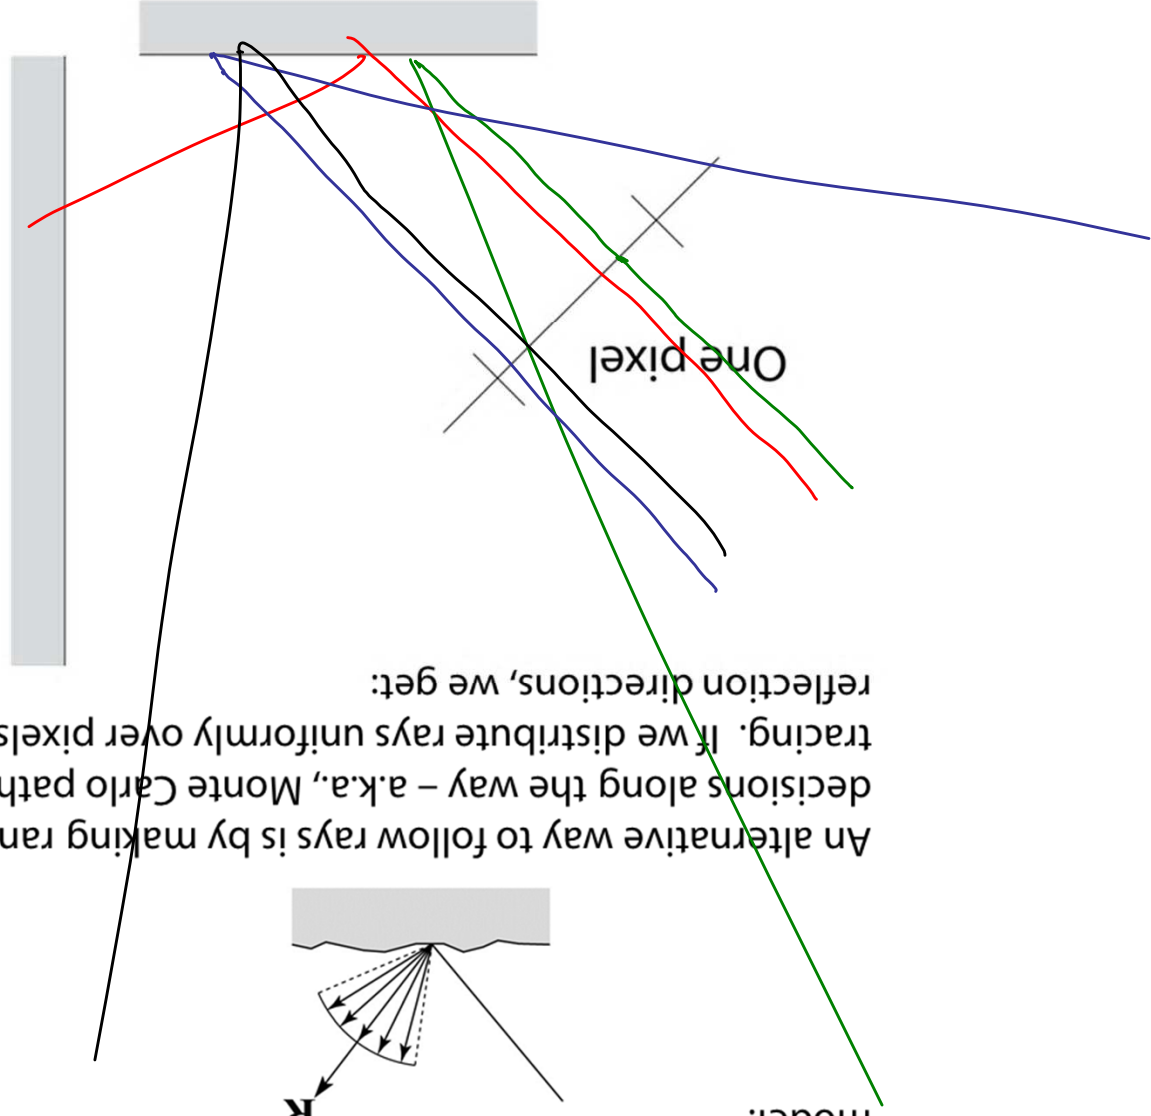 model:
R
An alternative way to follow rays is by making ran
decisions along the way – a.k.a., Monte Carlo path
tracing. If we distribute rays uniformly over pixels
reflection directions, we get:
One pixel